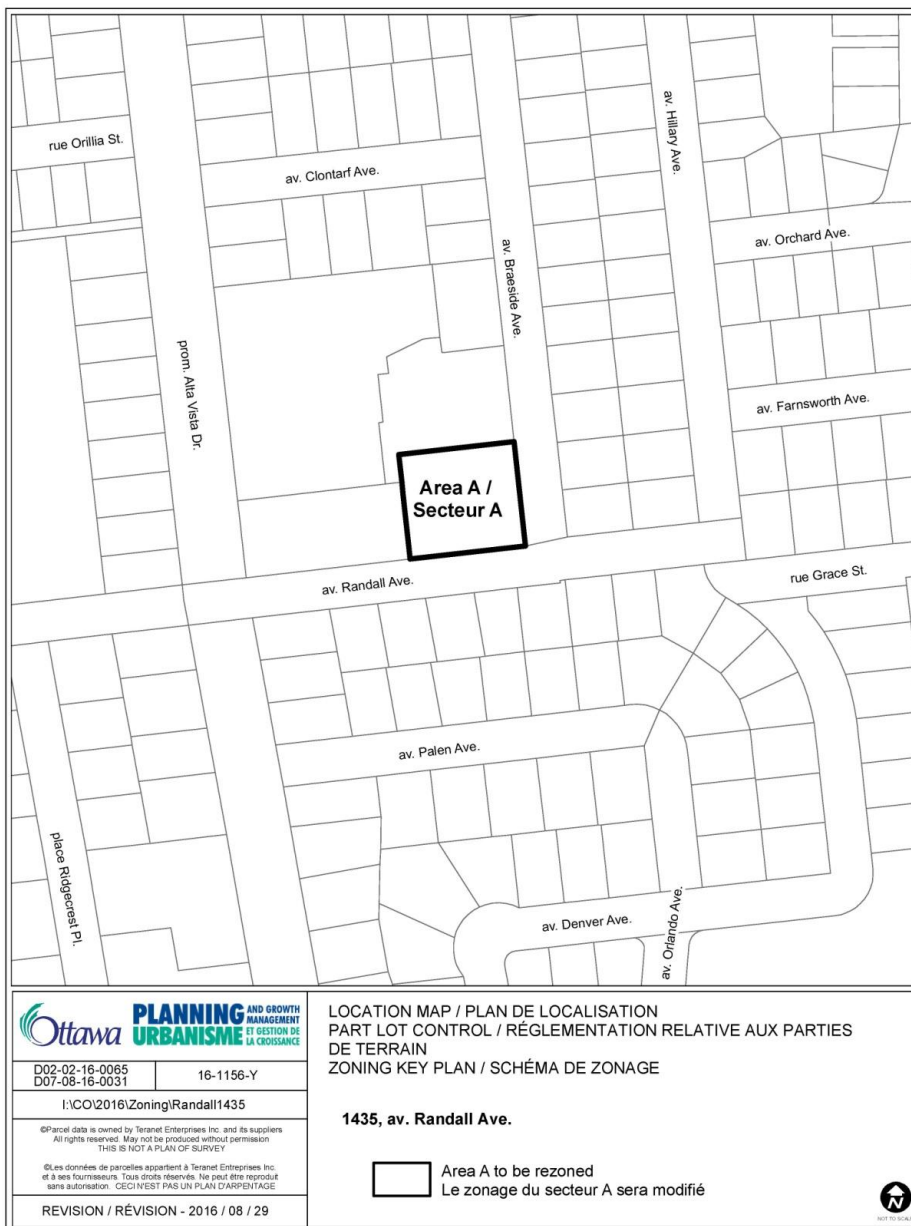 rue Orillia St.
av. Clontarf Ave.
av. Hillary Ave.
av. Orchard Ave.
av. Braeside Ave.
prom. Alta Vista Dr.
av. Farnsworth Ave.
Area A /
Secteur A
av. Randall Ave.
rue Grace St.
av. Palen Ave.
place Ridgecrest Pl.
av. Denver Ave.
av. Orlando Ave.
Ottawa
PLANNING AND GROWTH MANAGEMENT
URBANISME ET GESTION DE LA CROISSANCE
D02-02-16-0065
D07-08-16-0031
16-1156-Y
I:\CO\2016\Zoning\Randall1435
©Parcel data is owned by Teranet Enterprises Inc. and its suppliers
All rights reserved. May not be produced without permission
THIS IS NOT A PLAN OF SURVEY
©Les données de parcelles appartient à Teranet Entreprises Inc.
et à ses fournisseurs. Tous droits réservés. Ne peut être reproduit
sans autorisation. CECI N'EST PAS UN PLAN D'ARPENTAGE
REVISION / RÉVISION - 2016 / 08 / 29
LOCATION MAP / PLAN DE LOCALISATION
PART LOT CONTROL / RÉGLEMENTATION RELATIVE AUX PARTIES
DE TERRAIN
ZONING KEY PLAN / SCHÉMA DE ZONAGE
1435, av. Randall Ave.
Area A to be rezoned
Le zonage du secteur A sera modifié
N
NOT TO SCALE